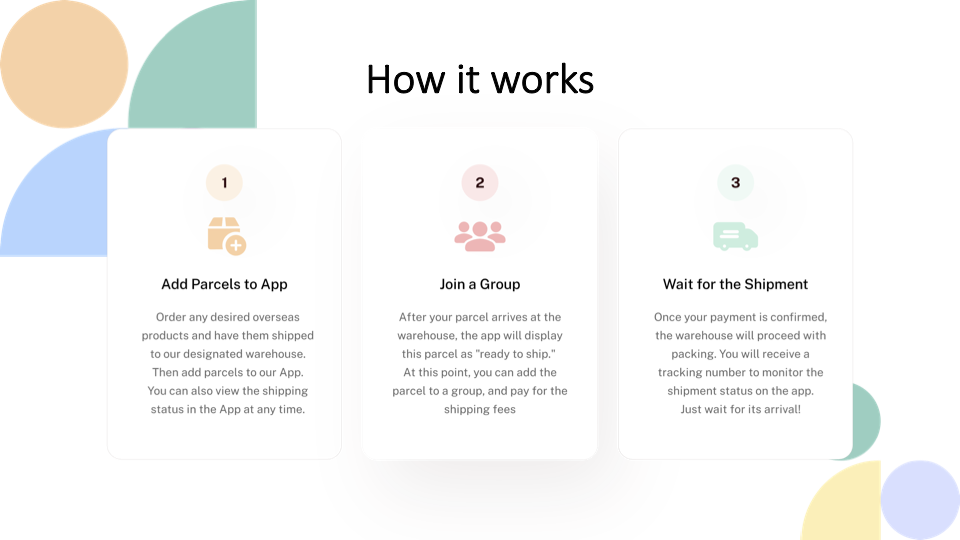 How it works
1
Add Parcels to App
Order any desired overseas
products and have them shipped
to our designated warehouse.
Then add parcels to our App.
You can also view the shipping
status in the App at any time.
2
Join a Group
After your parcel arrives at the
warehouse, the app will display
this parcel as "ready to ship."
At this point, you can add the
parcel to a group, and pay for the
shipping fees
3
Wait for the Shipment
Once your payment is confirmed,
the warehouse will proceed with
packing. You will receive a
tracking number to monitor the
shipment status on the app.
Just wait for its arrival!